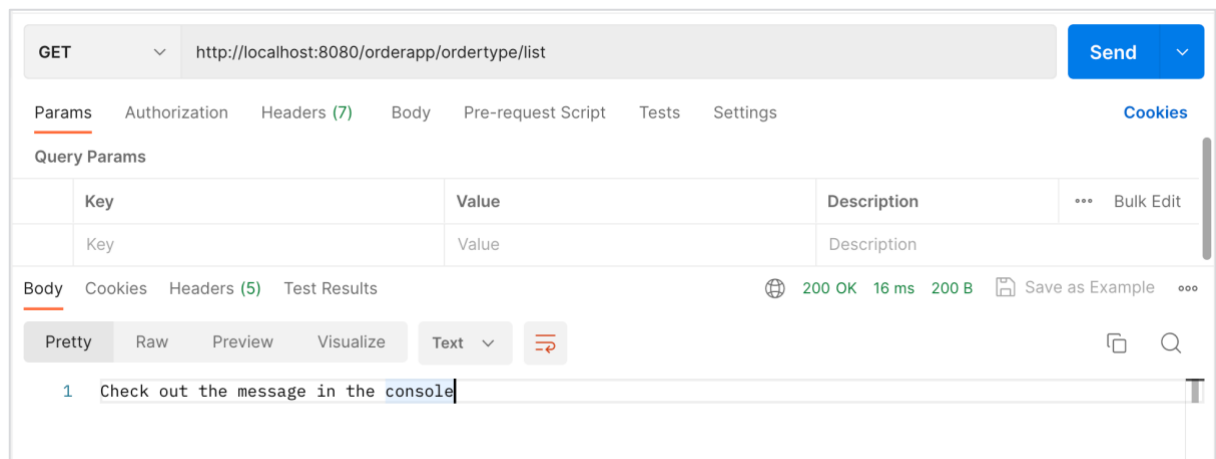 GET http://localhost:8080/orderapp/ordertype/list Send
Params Authorization Headers (7) Body Pre-request Script Tests Settings Cookies
Query Params
Key Value Description ooo Bulk Edit
Key Value Description
Body Cookies Headers (5) Test Results 200 OK 16 ms 200 B Save as Example ooo
Pretty Raw Preview Visualize Text
1 Check out the message in the console